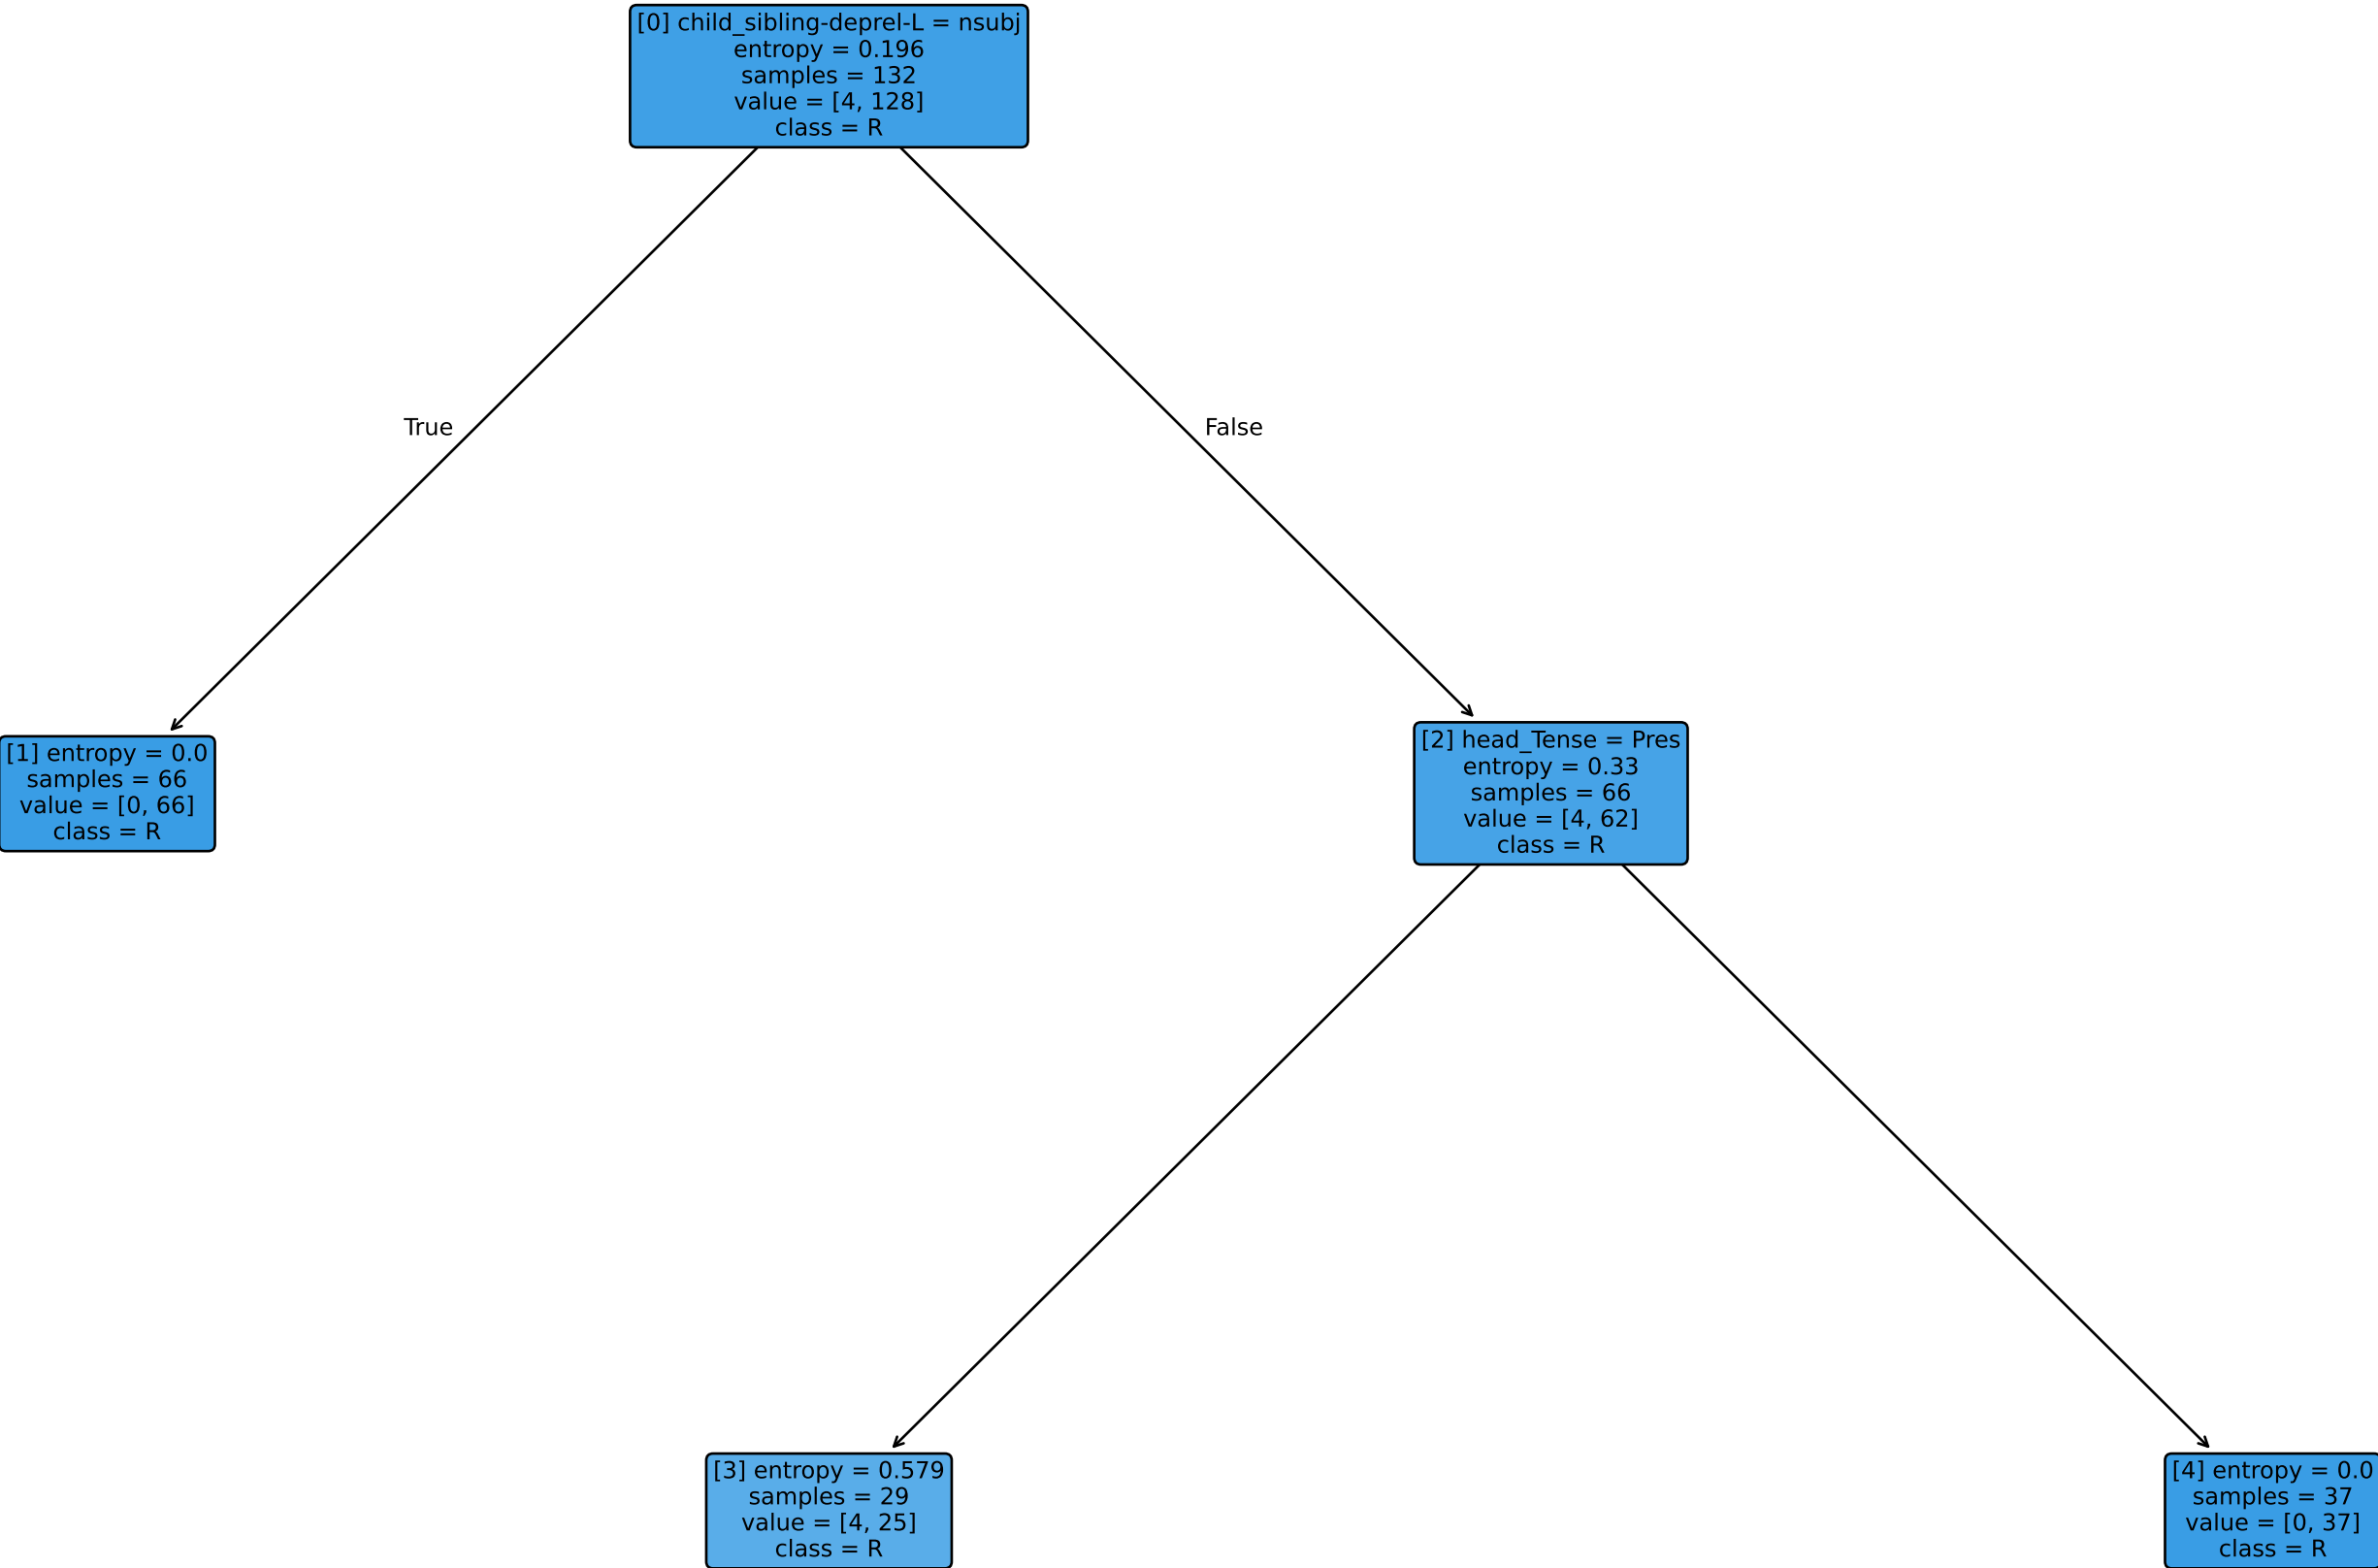 [0] child_sibling-deprel-L = nsubj
entropy = 0.196
samples = 132
value = [4, 128]
class = R
True
False
[1] entropy = 0.0
samples = 66
value = [0, 66]
class = R
[2] head_Tense = Pres
entropy = 0.33
samples = 66
value = [4, 62]
class = R
[3] entropy = 0.579
samples = 29
value = [4, 25]
class = R
[4] entropy = 0.0
samples = 37
value = [0, 37]
class = R